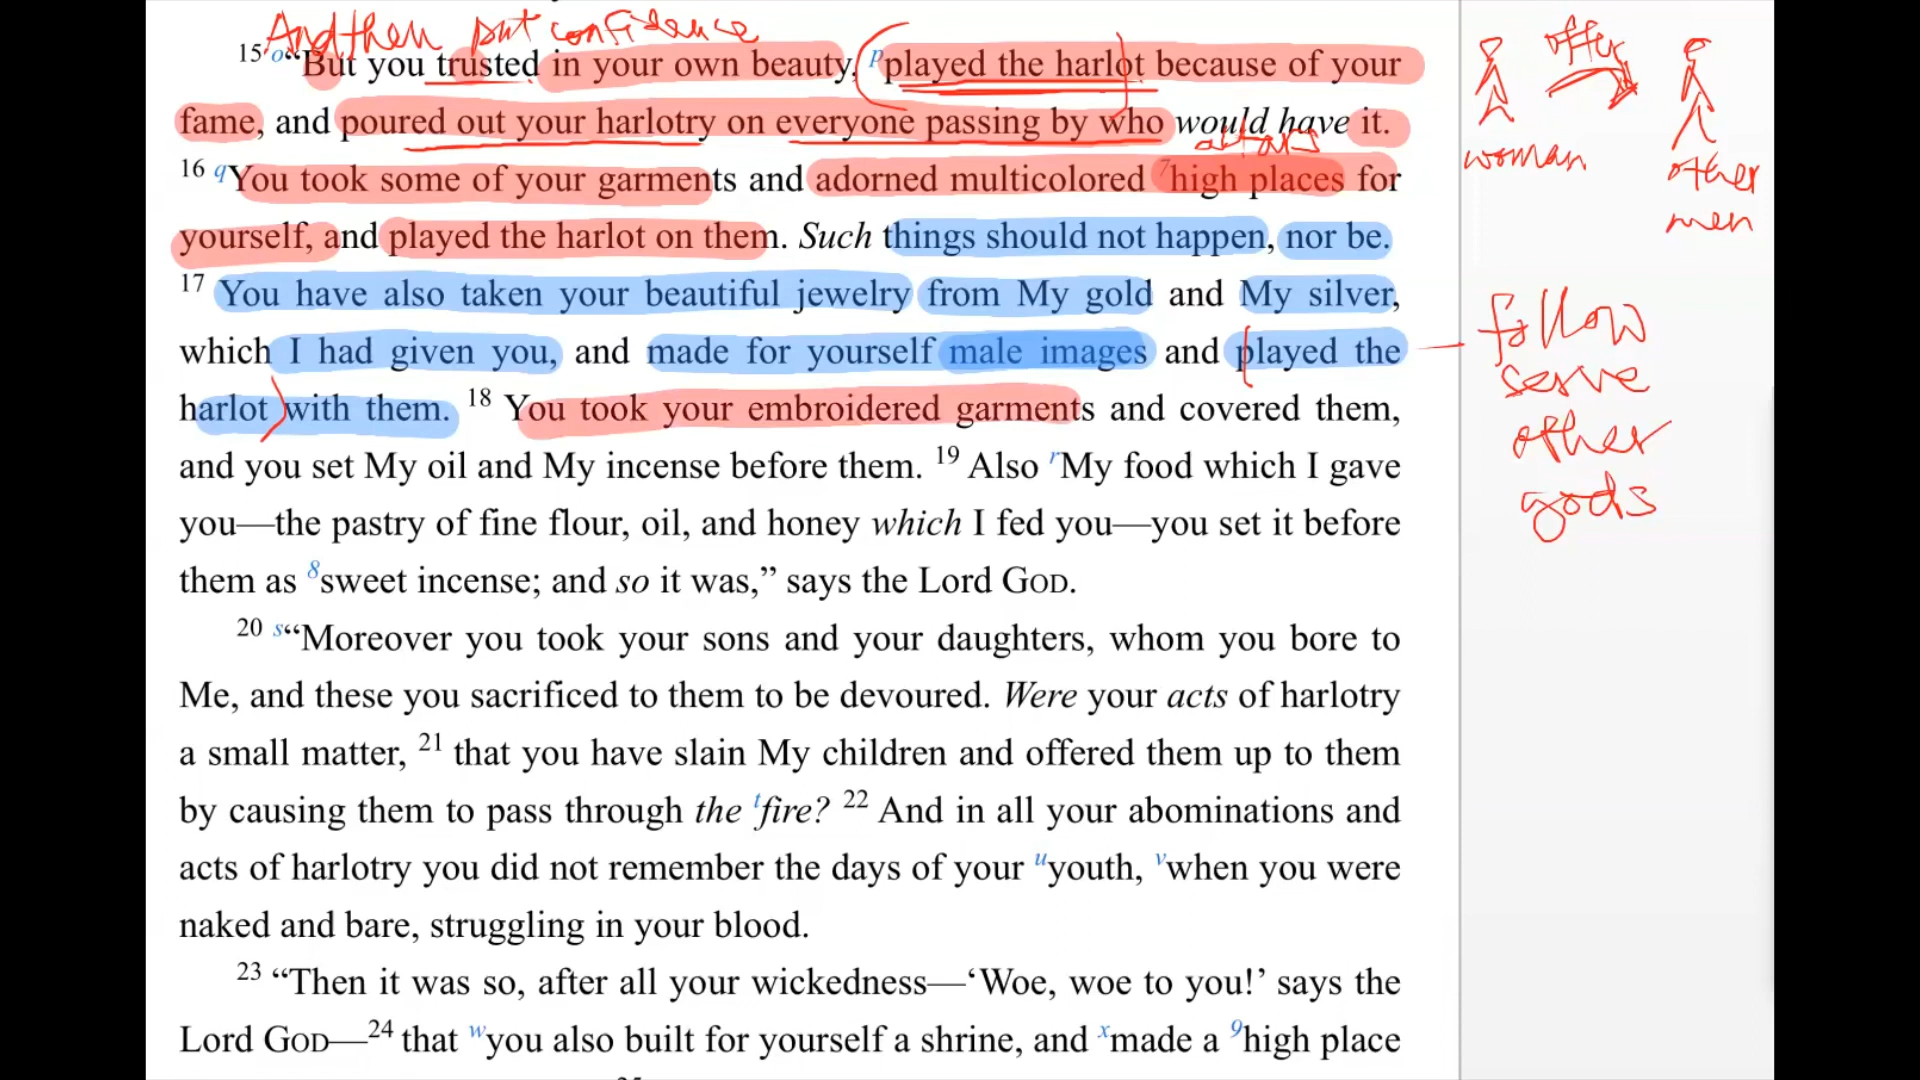 And then put confidence
15 o“But you trusted in your own beauty, pplayed the harlot because of your
fame, and poured out your harlotry on everyone passing by who would have it.
altars
16 qYou took some of your garments and adorned multicolored 7high places for
yourself, and played the harlot on them. Such things should not happen, nor be.
17 You have also taken your beautiful jewelry from My gold and My silver,
which I had given you, and made for yourself male images and played the
harlot with them. 18 You took your embroidered garments and covered them,
and you set My oil and My incense before them. 19 Also rMy food which I gave
you—the pastry of fine flour, oil, and honey which I fed you—you set it before
them as 8sweet incense; and so it was,” says the Lord GOD.
20 s“Moreover you took your sons and your daughters, whom you bore to
Me, and these you sacrificed to them to be devoured. Were your acts of harlotry
a small matter, 21 that you have slain My children and offered them up to them
by causing them to pass through the tfire? 22 And in all your abominations and
acts of harlotry you did not remember the days of your uyouth, vwhen you were
naked and bare, struggling in your blood.
23 “Then it was so, after all your wickedness—‘Woe, woe to you!’ says the
Lord GOD—24 that wyou also built for yourself a shrine, and xmade a 9high place
offer
woman
other
men
follow
serve
other
gods